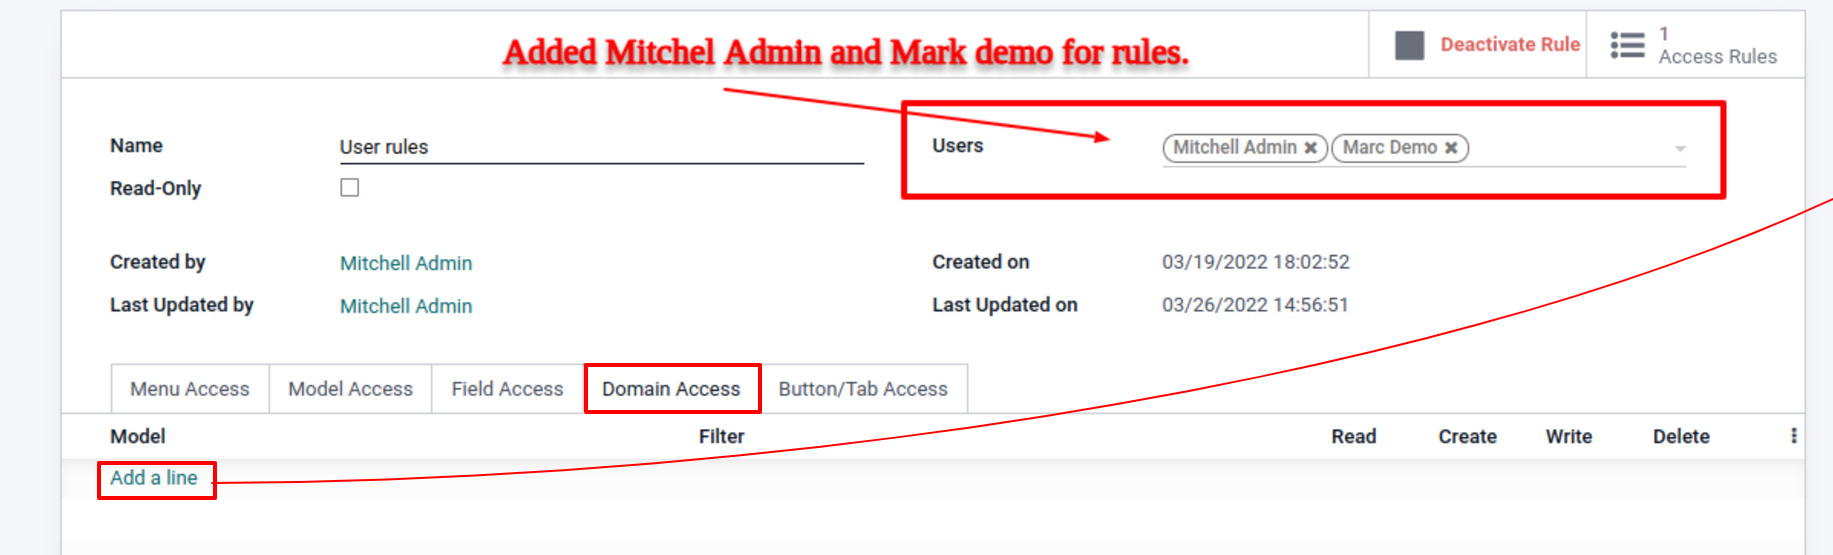 Added Mitchel Admin and Mark demo for rules.
Deactivate Rule
1
Access Rules
Name User rules
Users Mitchell Admin ✖ Marc Demo ✖
Read-Only
Created by Mitchell Admin
Created on 03/19/2022 18:02:52
Last Updated by Mitchell Admin
Last Updated on 03/26/2022 14:56:51
Menu Access Model Access Field Access Domain Access Button/Tab Access
Model Filter Read Create Write Delete
Add a line